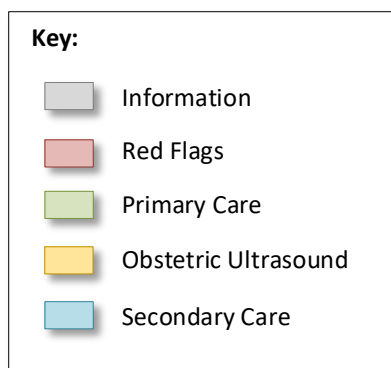 Key:
Information
Red Flags
Primary Care
Obstetric Ultrasound
Secondary Care